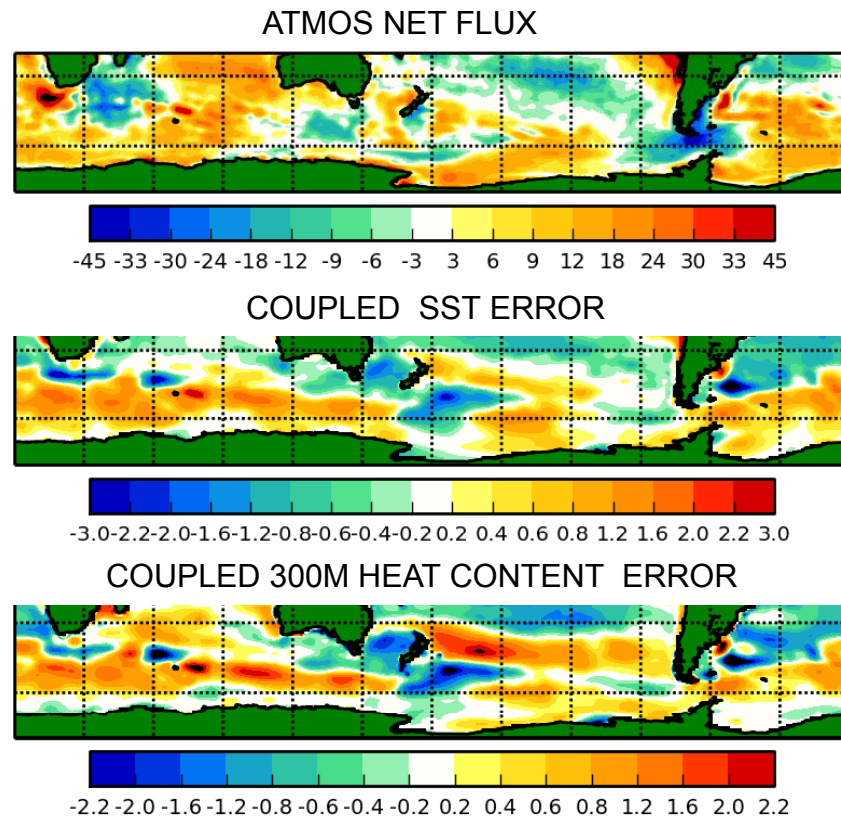 ATMOS NET FLUX
-45 -33 -30 -24 -18 -12 -9 -6 -3 3 6 9 12 18 24 30 33 45
COUPLED SST ERROR
-3.0 -2.2 -2.0 -1.6 -1.2 -0.8 -0.6 -0.4 -0.2 0.2 0.4 0.6 0.8 1.2 1.6 2.0 2.2 3.0
COUPLED 300M HEAT CONTENT ERROR
-2.2 -2.0 -1.6 -1.2 -0.8 -0.6 -0.4 -0.2 0.2 0.4 0.6 0.8 1.2 1.6 2.0 2.2